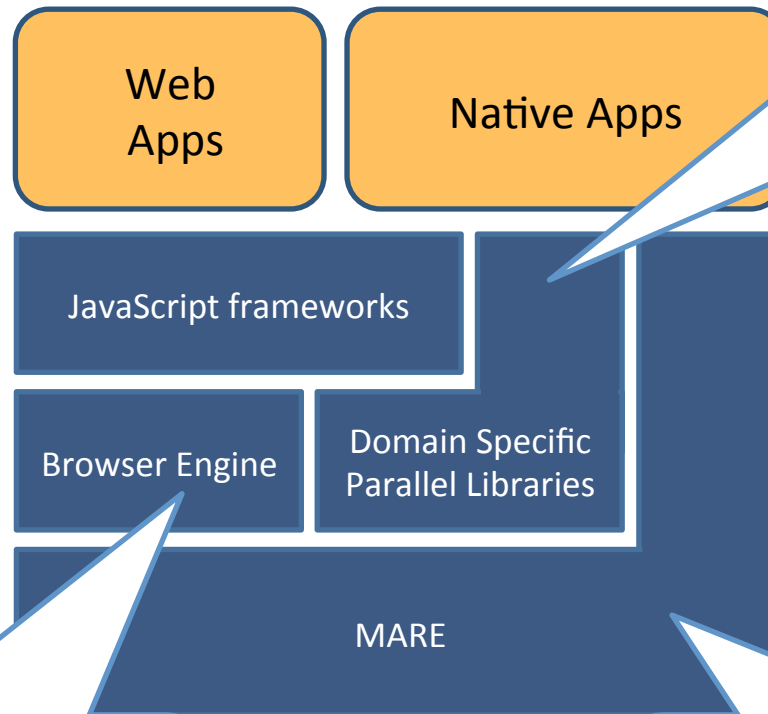 Web
Apps
Native Apps
JavaScript frameworks
Browser Engine
Domain Specific
Parallel Libraries
MARE